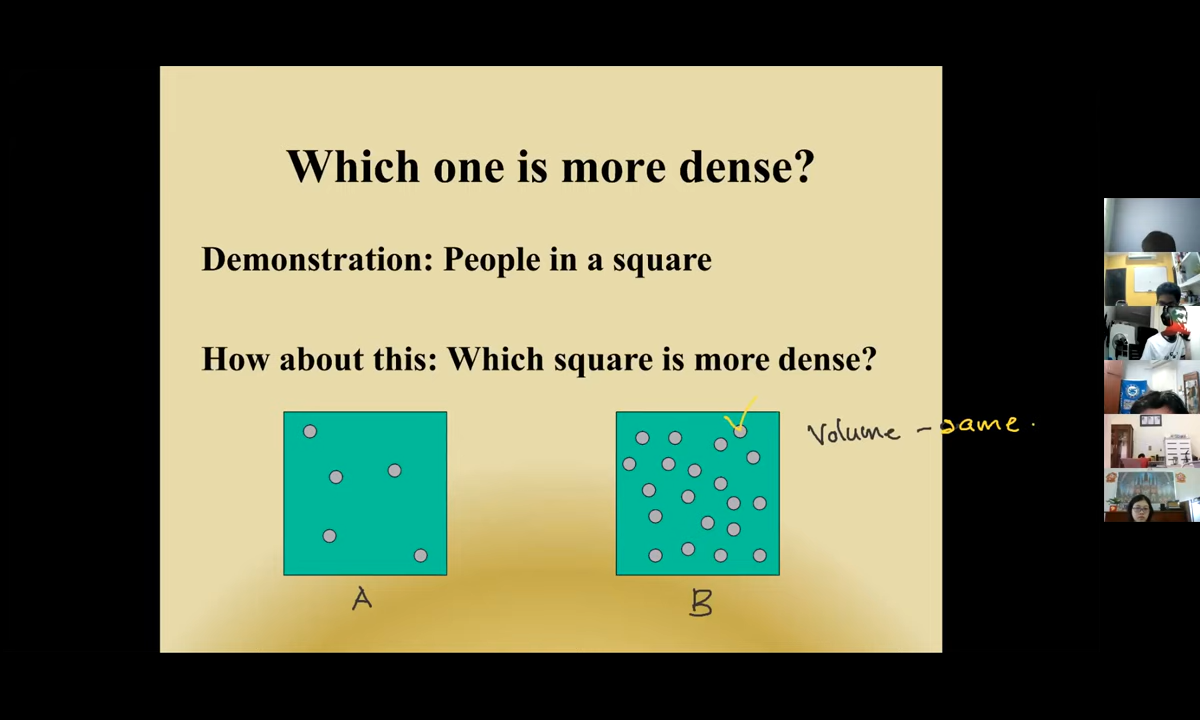 Which one is more dense?
Demonstration: People in a square
How about this: Which square is more dense?
Volume - same.
A
B